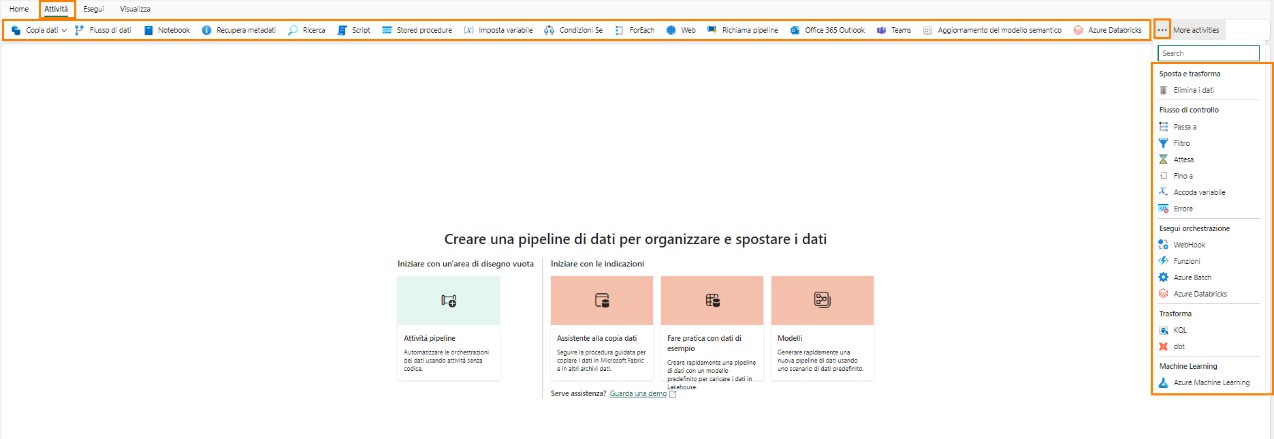 Home Attività Esegui Visualizza
Copia dati Flusso di dati Notebook Recupera metadati Ricerca Script Stored procedure Imposta variabile Condizioni Se ForEach Web Richiama pipeline Office 365 Outlook Teams Aggiornamento del modello semantico Azure Databricks More activities
Search
Sposta e trasforma
Elimina i dati
Flusso di controllo
Passa a
Filtro
Attesa
Fino a
Accoda variabile
Errore
Esegui orchestrazione
WebHook
Funzioni
Azure Batch
Azure Databricks
Trasforma
KQL
dbt
Machine Learning
Azure Machine Learning
Creare una pipeline di dati per organizzare e spostare i dati
Iniziare con un'area di disegno vuota
Attività pipeline
Automatizzare le orchestrazioni
dei dati usando attività senza
codice.
Iniziare con le indicazioni
Assistente alla copia dati
Seguire la procedura guidata per
copiare i dati in Microsoft Fabric
e in altri archivi dati.
Fare pratica con dati di
esempio
Creare rapidamente una pipeline
di dati con un modello
predefinito per caricare i dati in
Lakehouse.
Modelli
Generare rapidamente una
nuova pipeline di dati usando
uno scenario di dati predefinito.
Serve assistenza? Guarda una demo